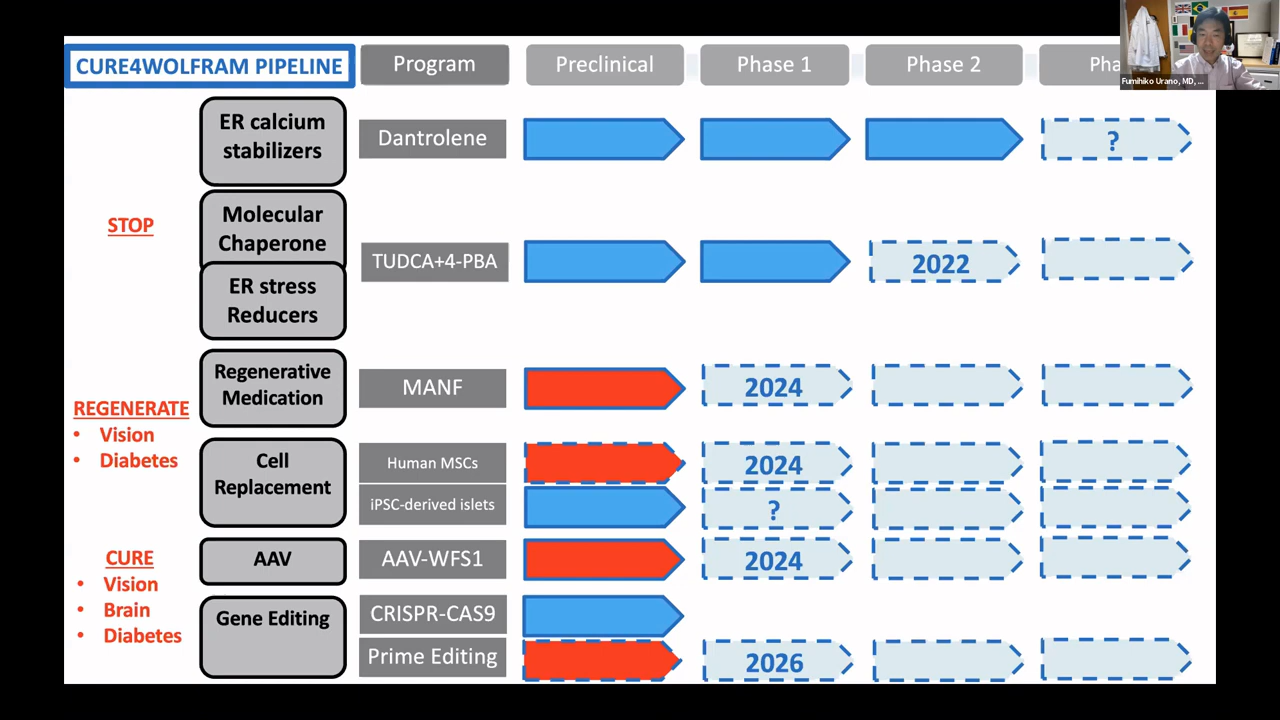 CURE4WOLFRAM PIPELINE
Program
Preclinical
Phase 1
Phase 2
Pha
Fumihiko Urano, MD, ...
ER calcium
stabilizers
Dantrolene
?
STOP
Molecular
Chaperone
ER stress
Reducers
TUDCA+4-PBA
2022
Regenerative
Medication
MANF
2024
REGENERATE
• Vision
• Diabetes
Cell
Replacement
Human MSCs
2024
iPSC-derived islets
?
CURE
• Vision
• Brain
• Diabetes
AAV
AAV-WFS1
2024
Gene Editing
CRISPR-CAS9
Prime Editing
2026